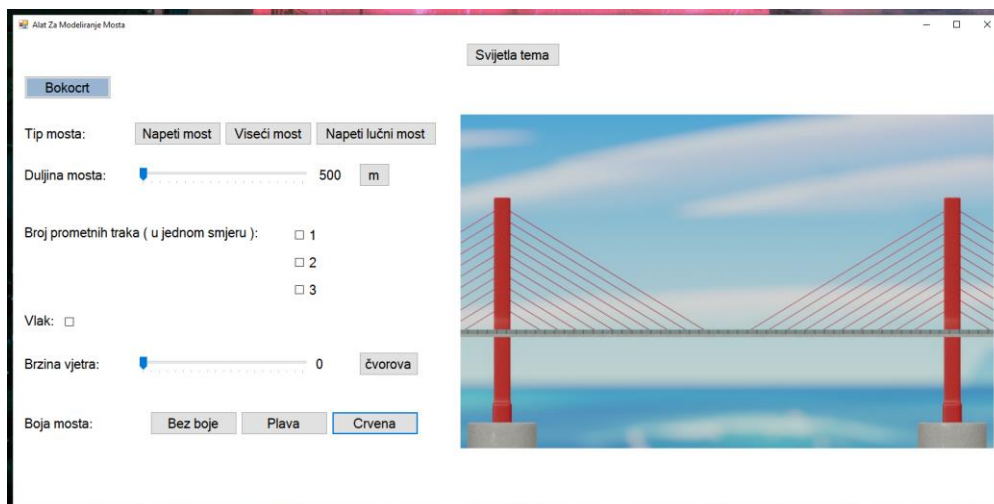 Alat Za Modeliranje Mosta
Svijetla tema
Bokocrt
Tip mosta: Napeti most Viseći most Napeti lučni most
Duljina mosta: 500 m
Broj prometnih traka ( u jednom smjeru ): 1
2
3
Vlak:
Brzina vjetra: 0 čvorova
Boja mosta: Bez boje Plava Crvena